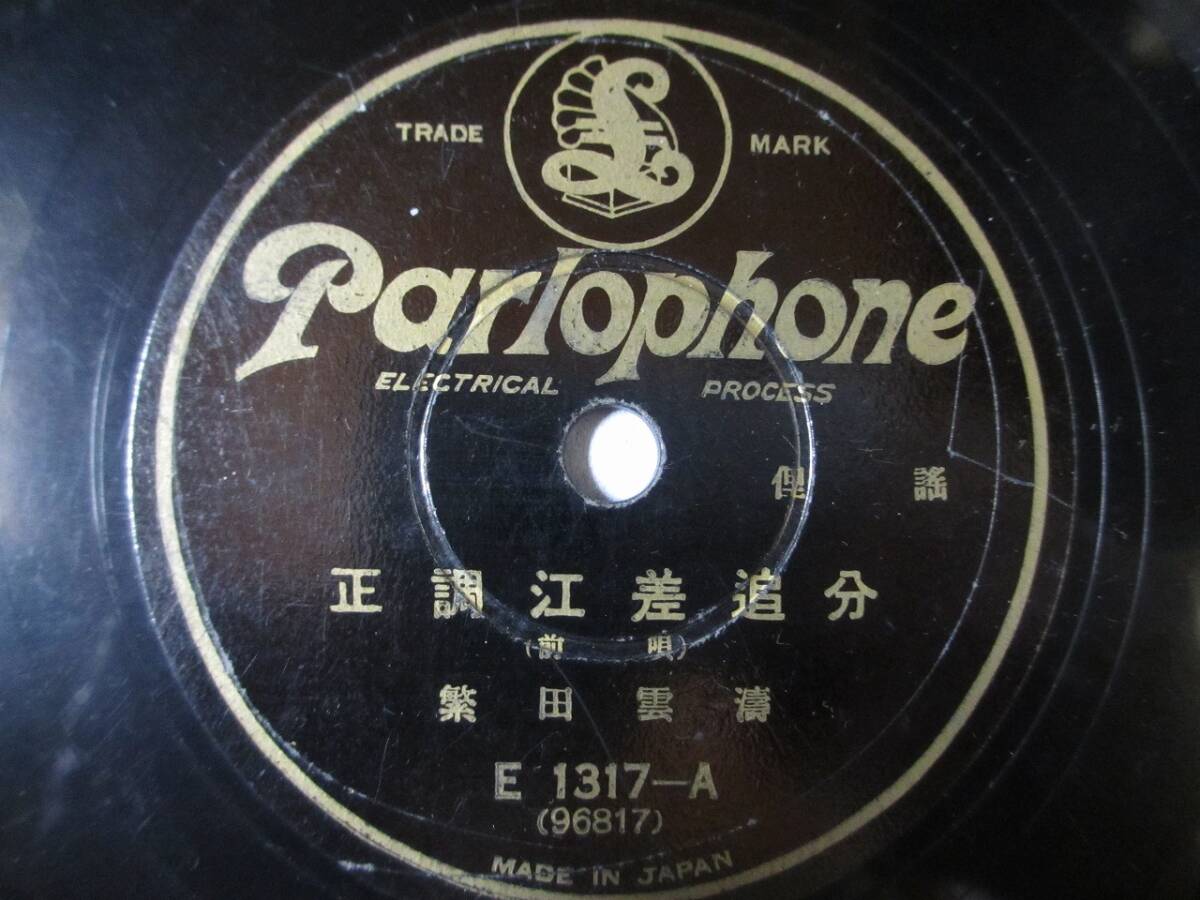 TRADE MARK
Parlophone
ELECTRICAL PROCESS
俚謠
正調江差追分
(前唄)
繁田雲濤
E 1317-A
(96817)
MADE IN JAPAN